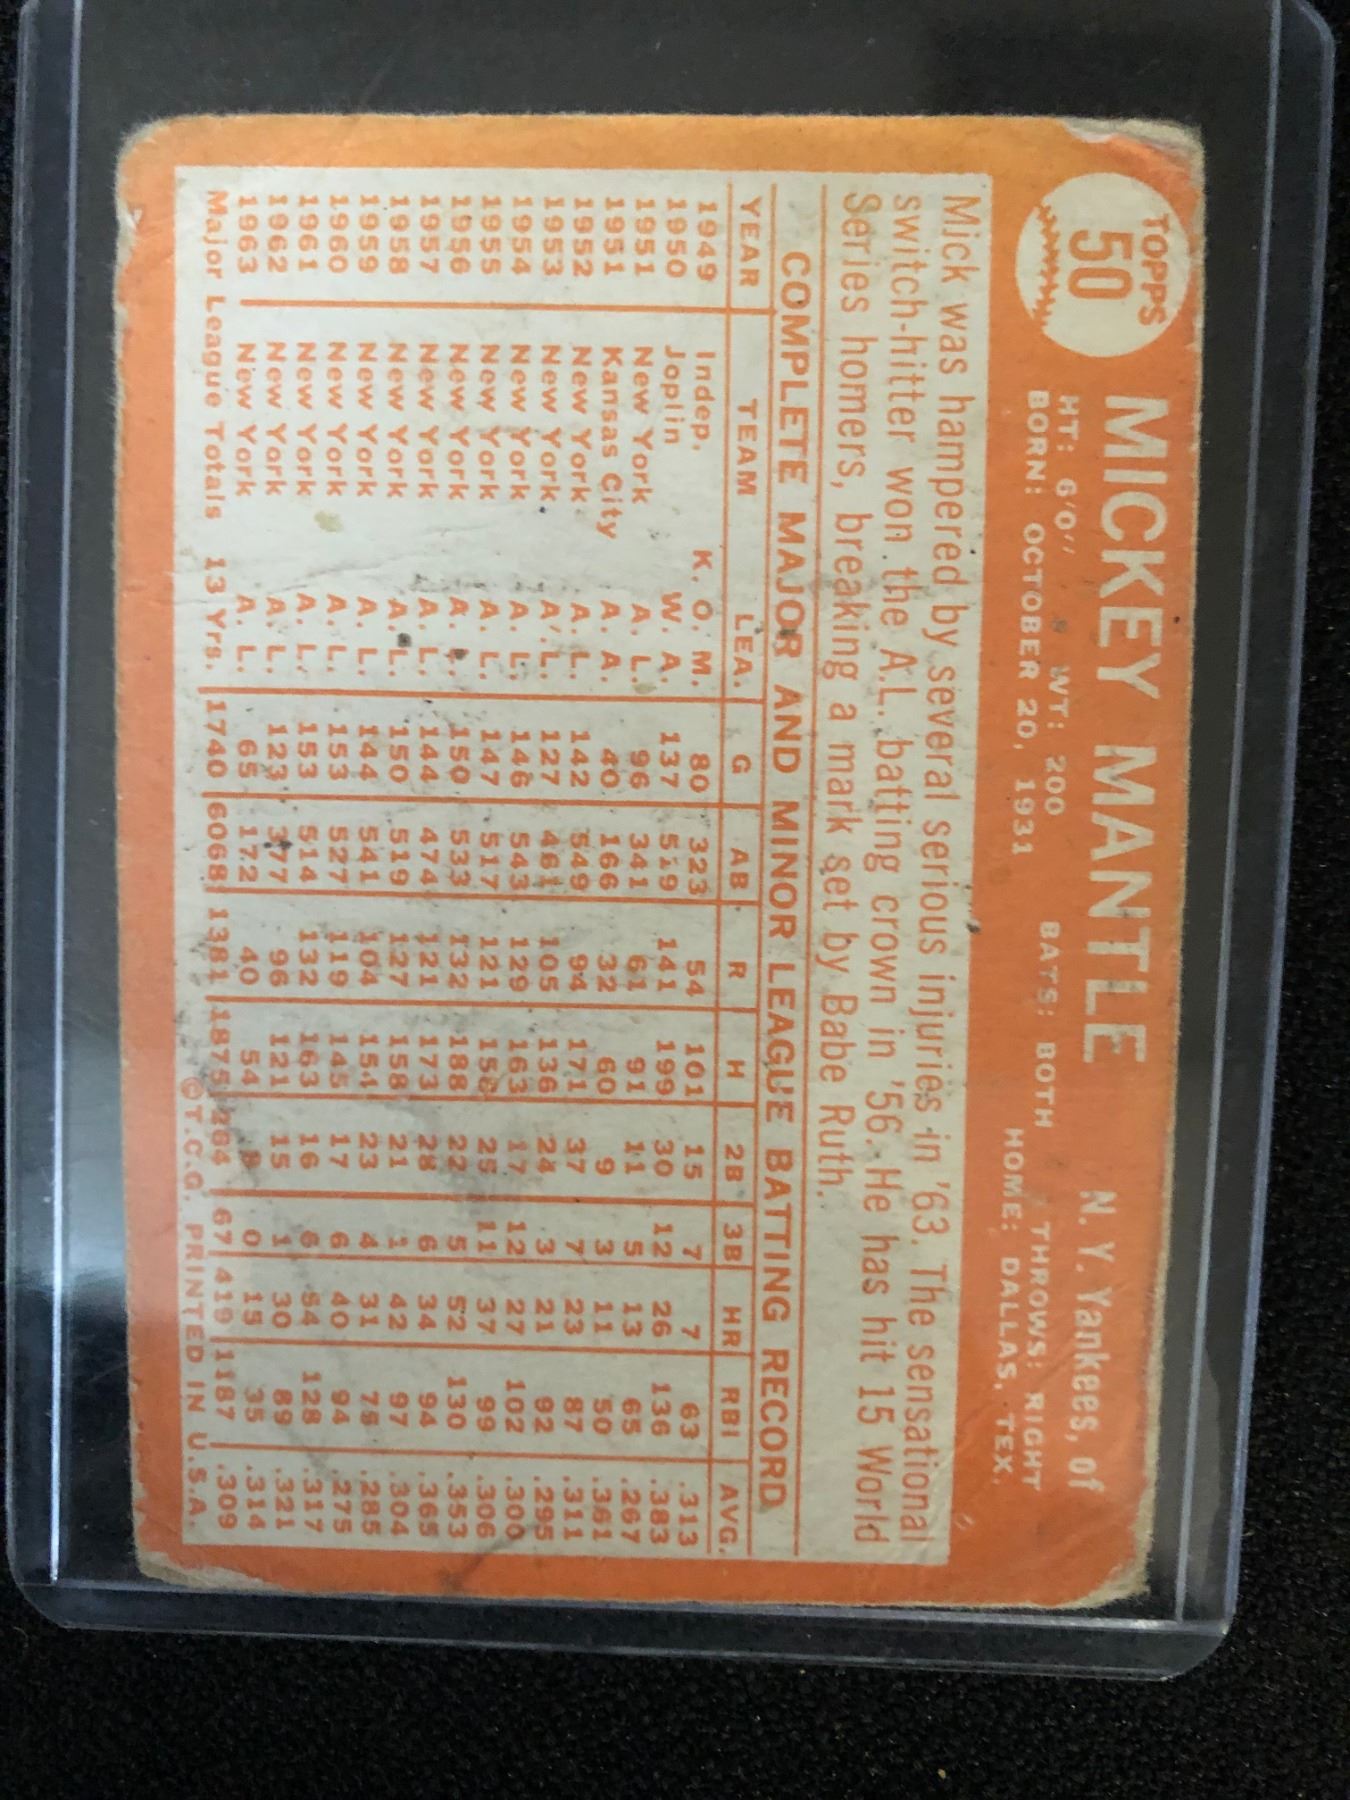 TOPPS
50
MICKEY MANTLE N. Y. Yankees, of
HT: 6'0" WT: 200 BATS: BOTH THROWS: RIGHT
BORN: OCTOBER 20, 1931 HOME: DALLAS, TEX.
Mick was hampered by several serious injuries in '63. The sensational
switch-hitter won the A.L. batting crown in '56. He has hit 15 World
Series homers, breaking a mark set by Babe Ruth.
COMPLETE MAJOR AND MINOR LEAGUE BATTING RECORD
YEAR TEAM LEA. G AB R H 2B 3B HR RBI AVG.
1949 Indep. K. O. M. 80 323 54 101 15 7 7 63 .313
1950 Joplin W. A. 137 519 141 199 30 12 26 136 .383
1951 New York A. L. 96 341 61 91 11 5 13 65 .267
1951 Kansas City A. A. 40 166 32 60 9 3 11 50 .361
1952 New York A. L. 142 549 94 171 37 7 23 87 .311
1953 New York A. L. 127 461 105 136 24 3 21 92 .295
1954 New York A. L. 146 543 129 163 17 12 27 102 .300
1955 New York A. L. 147 517 121 158 25 11 37 99 .306
1956 New York A. L. 150 533 132 188 22 5 52 130 .353
1957 New York A. L. 144 474 121 173 28 6 34 94 .365
1958 New York A. L. 150 519 127 158 21 1 42 97 .304
1959 New York A. L. 144 541 104 154 23 4 31 75 .285
1960 New York A. L. 153 527 119 145 17 6 40 94 .275
1961 New York A. L. 153 514 132 163 16 6 54 128 .317
1962 New York A. L. 123 377 96 121 15 1 30 89 .321
1963 New York A. L. 65 172 40 54 8 0 15 35 .314
Major League Totals 13 Yrs. 1740 6068 1381 1875 284 67 419 1187 .309
©T.C.G. PRINTED IN U.S.A.